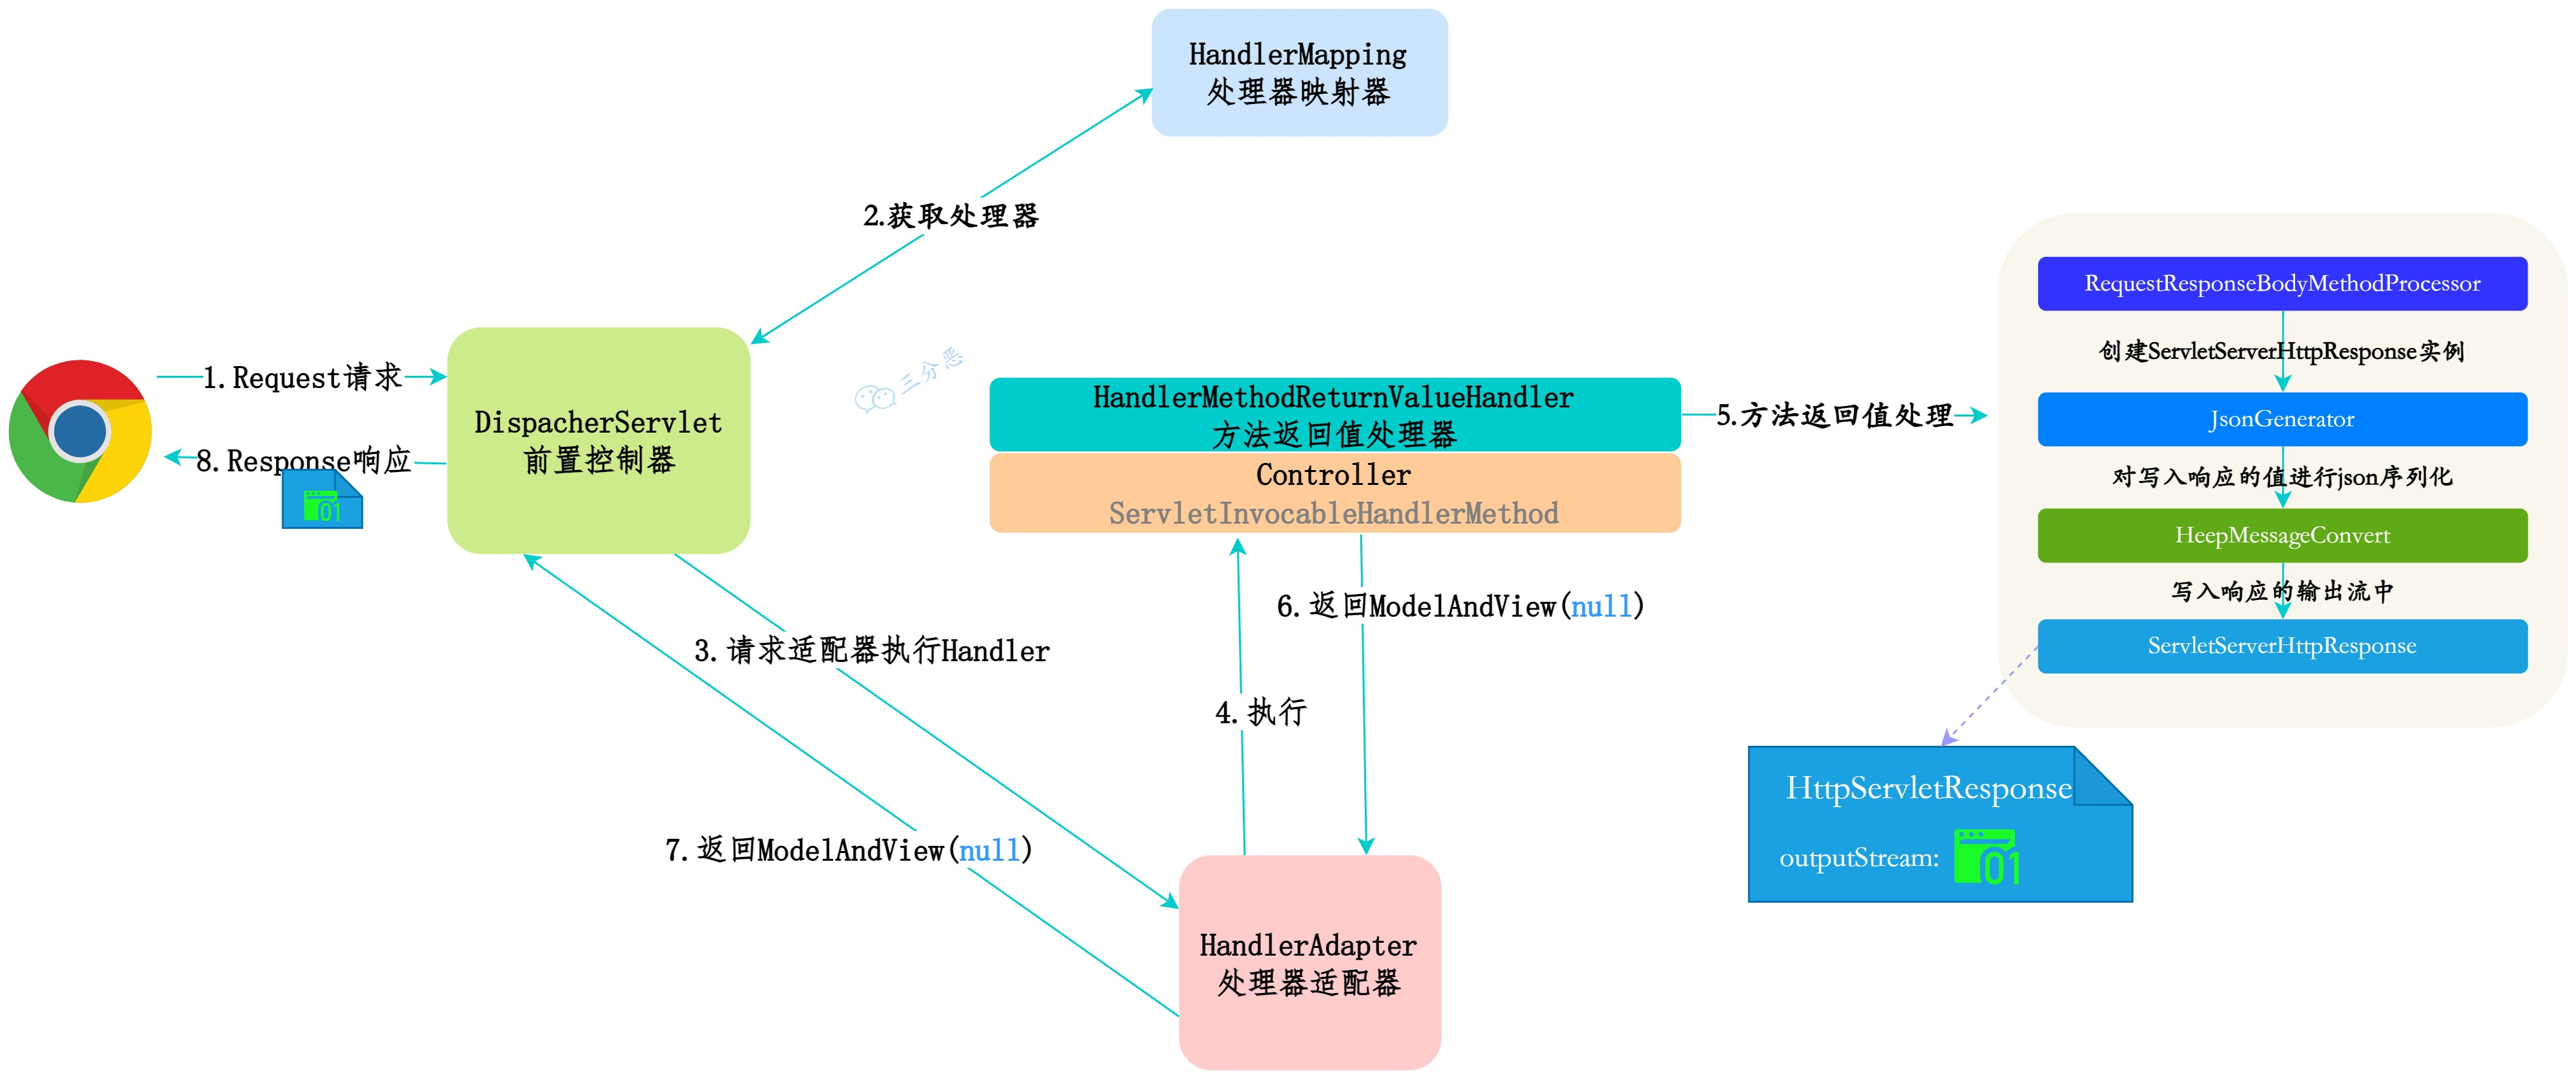 HandlerMapping
处理器映射器
2.获取处理器
1.Request请求
DispacherServlet
前置控制器
8.Response响应
01
三分恶
HandlerMethodReturnValueHandler
方法返回值处理器
Controller
ServletInvocableHandlerMethod
5.方法返回值处理
RequestResponseBodyMethodProcessor
创建ServletServerHttpResponse实例
JsonGenerator
对写入响应的值进行json序列化
HeepMessageConvert
写入响应的输出流中
ServletServerHttpResponse
3.请求适配器执行Handler
4.执行
6.返回ModelAndView(null)
7.返回ModelAndView(null)
HandlerAdapter
处理器适配器
HttpServletResponse
outputStream:
01